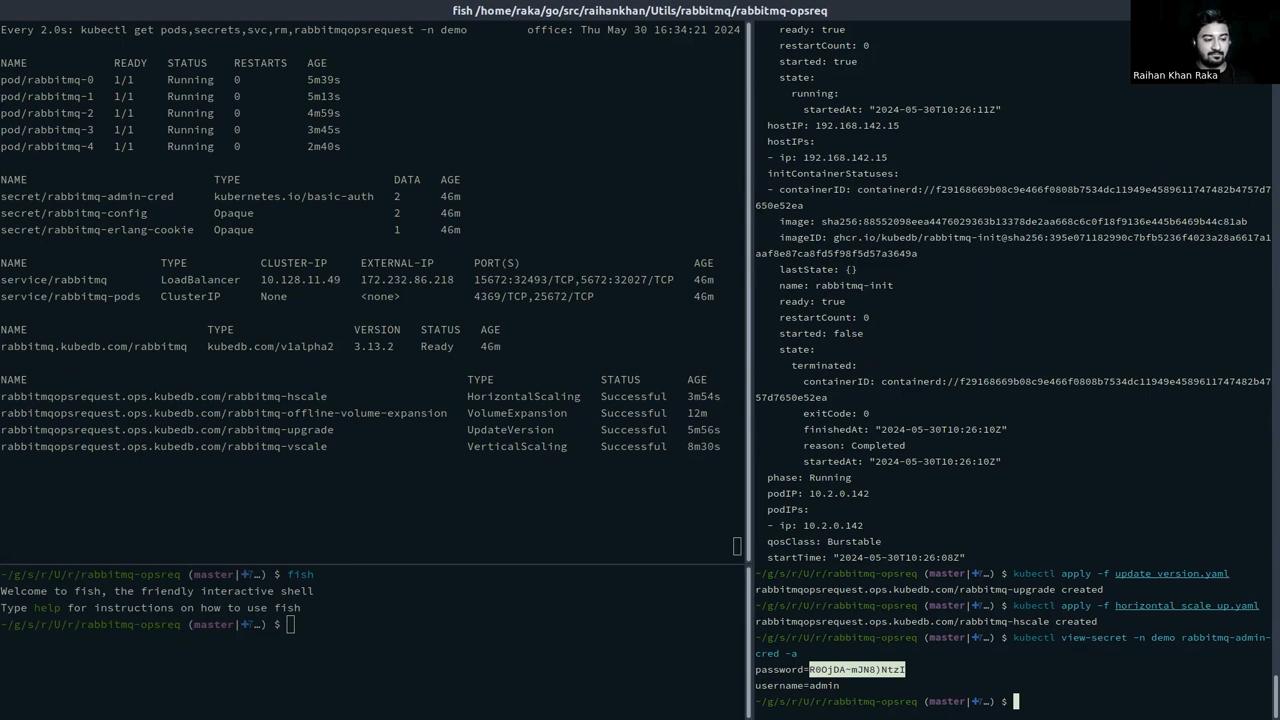 fish /home/raka/go/src/raihankhan/Utils/rabbitmq/rabbitmq-opsreq
Every 2.0s: kubectl get pods,secrets,svc,rm,rabbitmqopsrequest -n demo office: Thu May 30 16:34:21 2024
NAME READY STATUS RESTARTS AGE
pod/rabbitmq-0 1/1 Running 0 5m39s
pod/rabbitmq-1 1/1 Running 0 5m13s
pod/rabbitmq-2 1/1 Running 0 4m59s
pod/rabbitmq-3 1/1 Running 0 3m45s
pod/rabbitmq-4 1/1 Running 0 2m40s
NAME TYPE DATA AGE
secret/rabbitmq-admin-cred kubernetes.io/basic-auth 2 46m
secret/rabbitmq-config Opaque 2 46m
secret/rabbitmq-erlang-cookie Opaque 1 46m
NAME TYPE CLUSTER-IP EXTERNAL-IP PORT(S) AGE
service/rabbitmq LoadBalancer 10.128.11.49 172.232.86.218 15672:32493/TCP,5672:32027/TCP 46m
service/rabbitmq-pods ClusterIP None <none> 4369/TCP,25672/TCP 46m
NAME TYPE VERSION STATUS AGE
rabbitmq.kubedb.com/rabbitmq kubedb.com/v1alpha2 3.13.2 Ready 46m
NAME TYPE STATUS AGE
rabbitmqopsrequest.ops.kubedb.com/rabbitmq-hscale HorizontalScaling Successful 3m54s
rabbitmqopsrequest.ops.kubedb.com/rabbitmq-offline-volume-expansion VolumeExpansion Successful 12m
rabbitmqopsrequest.ops.kubedb.com/rabbitmq-upgrade UpdateVersion Successful 5m56s
rabbitmqopsrequest.ops.kubedb.com/rabbitmq-vscale VerticalScaling Successful 8m30s
~/g/s/r/U/r/rabbitmq-opsreq (master|✚7…) $ fish
Welcome to fish, the friendly interactive shell
Type help for instructions on how to use fish
~/g/s/r/U/r/rabbitmq-opsreq (master|✚7…) $
ready: true
restartCount: 0
started: true
state:
running:
startedAt: "2024-05-30T10:26:11Z"
hostIP: 192.168.142.15
hostIPs:
- ip: 192.168.142.15
initContainerStatuses:
- containerID: containerd://f29168669b08c9e466f0808b7534dc11949e4589611747482b4757d7
650e52ea
image: sha256:88552098eea4476029363b13378de2aa668c6c0f18f9136e445b6469b44c81ab
imageID: ghcr.io/kubedb/rabbitmq-init@sha256:395e071182990c7bfb5236f4023a28a6617a1
aaf8e87ca8fd5f98f5d57a3649a
lastState: {}
name: rabbitmq-init
ready: true
restartCount: 0
started: false
state:
terminated:
containerID: containerd://f29168669b08c9e466f0808b7534dc11949e4589611747482b47
57d7650e52ea
exitCode: 0
finishedAt: "2024-05-30T10:26:10Z"
reason: Completed
startedAt: "2024-05-30T10:26:10Z"
phase: Running
podIP: 10.2.0.142
podIPs:
- ip: 10.2.0.142
qosClass: Burstable
startTime: "2024-05-30T10:26:08Z"
~/g/s/r/U/r/rabbitmq-opsreq (master|✚7…) $ kubectl apply -f update_version.yaml
rabbitmqopsrequest.ops.kubedb.com/rabbitmq-upgrade created
~/g/s/r/U/r/rabbitmq-opsreq (master|✚7…) $ kubectl apply -f horizontal_scale_up.yaml
rabbitmqopsrequest.ops.kubedb.com/rabbitmq-hscale created
~/g/s/r/U/r/rabbitmq-opsreq (master|✚7…) $ kubectl view-secret -n demo rabbitmq-admin-
cred -a
password=R0OjDA~mJN8)NtzI
username=admin
~/g/s/r/U/r/rabbitmq-opsreq (master|✚7…) $
Raihan Khan Raka